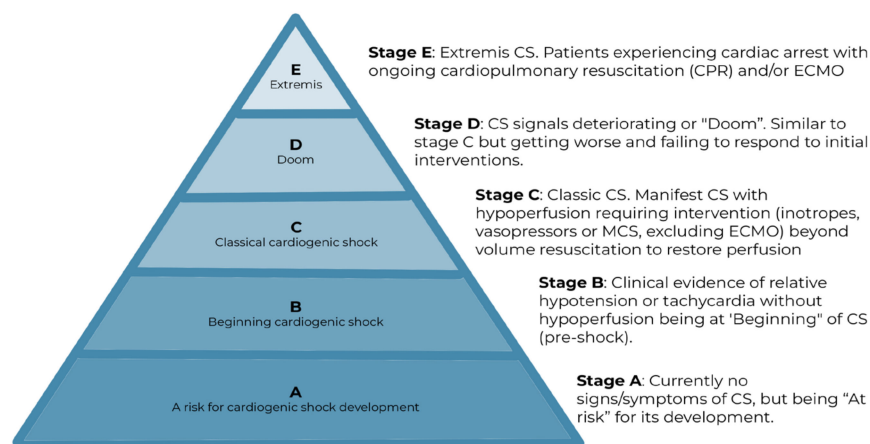 E
Extremis
Stage E: Extremis CS. Patients experiencing cardiac arrest with
ongoing cardiopulmonary resuscitation (CPR) and/or ECMO
D
Doom
Stage D: CS signals deteriorating or "Doom”. Similar to
stage C but getting worse and failing to respond to initial
interventions.
C
Classical cardiogenic shock
Stage C: Classic CS. Manifest CS with
hypoperfusion requiring intervention (inotropes,
vasopressors or MCS, excluding ECMO) beyond
volume resuscitation to restore perfusion
B
Beginning cardiogenic shock
Stage B: Clinical evidence of relative
hypotension or tachycardia without
hypoperfusion being at 'Beginning" of CS
(pre-shock).
A
A risk for cardiogenic shock development
Stage A: Currently no
signs/symptoms of CS, but being “At
risk” for its development.